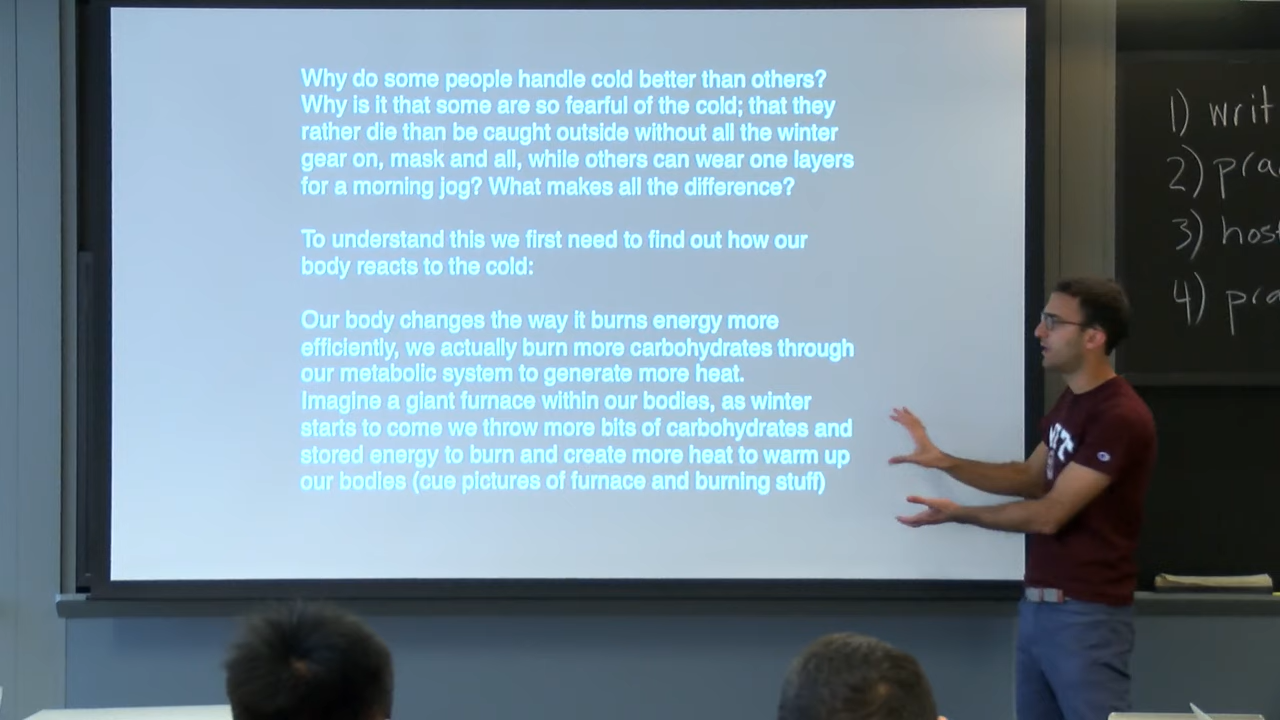 Why do some people handle cold better than others?
Why is it that some are so fearful of the cold; that they
rather die than be caught outside without all the winter
gear on, mask and all, while others can wear one layers
for a morning jog? What makes all the difference?
To understand this we first need to find out how our
body reacts to the cold:
Our body changes the way it burns energy more
efficiently, we actually burn more carbohydrates through
our metabolic system to generate more heat.
Imagine a giant furnace within our bodies, as winter
starts to come we throw more bits of carbohydrates and
stored energy to burn and create more heat to warm up
our bodies (cue pictures of furnace and burning stuff)
1) writ
2) pra
3) hos
4) pra